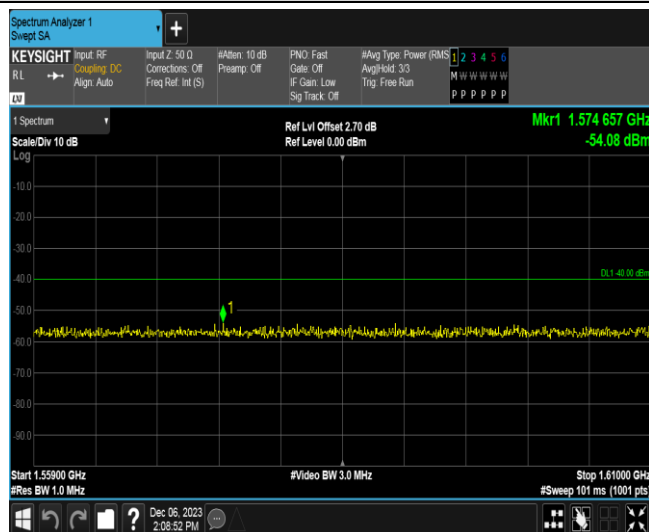 Spectrum Analyzer 1
Swept SA
+
KEYSIGHT
RL
LXI
Input: RF
Coupling: DC
Align: Auto
Input Z: 50 Ω
Corrections: Off
Freq Ref: Int (S)
#Atten: 10 dB
Preamp: Off
PNO: Fast
Gate: Off
IF Gain: Low
Sig Track: Off
#Avg Type: Power (RMS
Avg|Hold: 3/3
Trig: Free Run
1 2 3 4 5 6
M W W W W W
P P P P P P
1 Spectrum
Scale/Div 10 dB
Ref Lvl Offset 2.70 dB
Ref Level 0.00 dBm
Mkr1 1.574 657 GHz
-54.08 dBm
Log
-10.0
-20.0
-30.0
-40.0
-50.0
-60.0
-70.0
-80.0
-90.0
DL1 -40.00 dBm
1
Start 1.55900 GHz
#Res BW 1.0 MHz
#Video BW 3.0 MHz
Stop 1.61000 GHz
#Sweep 101 ms (1001 pts)
?
Dec 06, 2023
2:08:52 PM